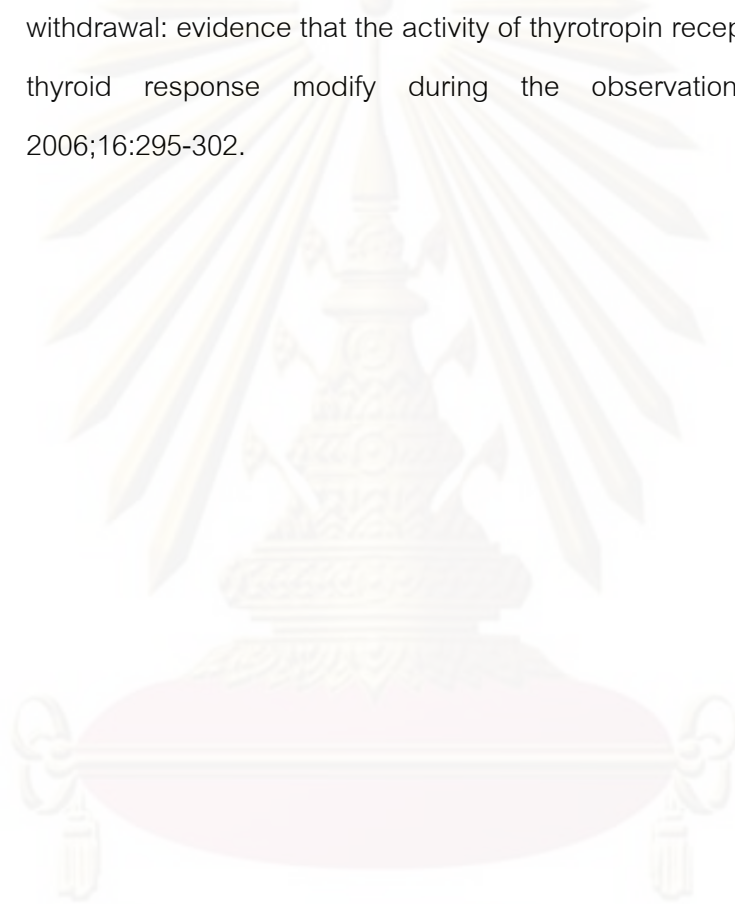 withdrawal: evidence that the activity of thyrotropin recep
thyroid response modify during the observation
2006;16:295-302.